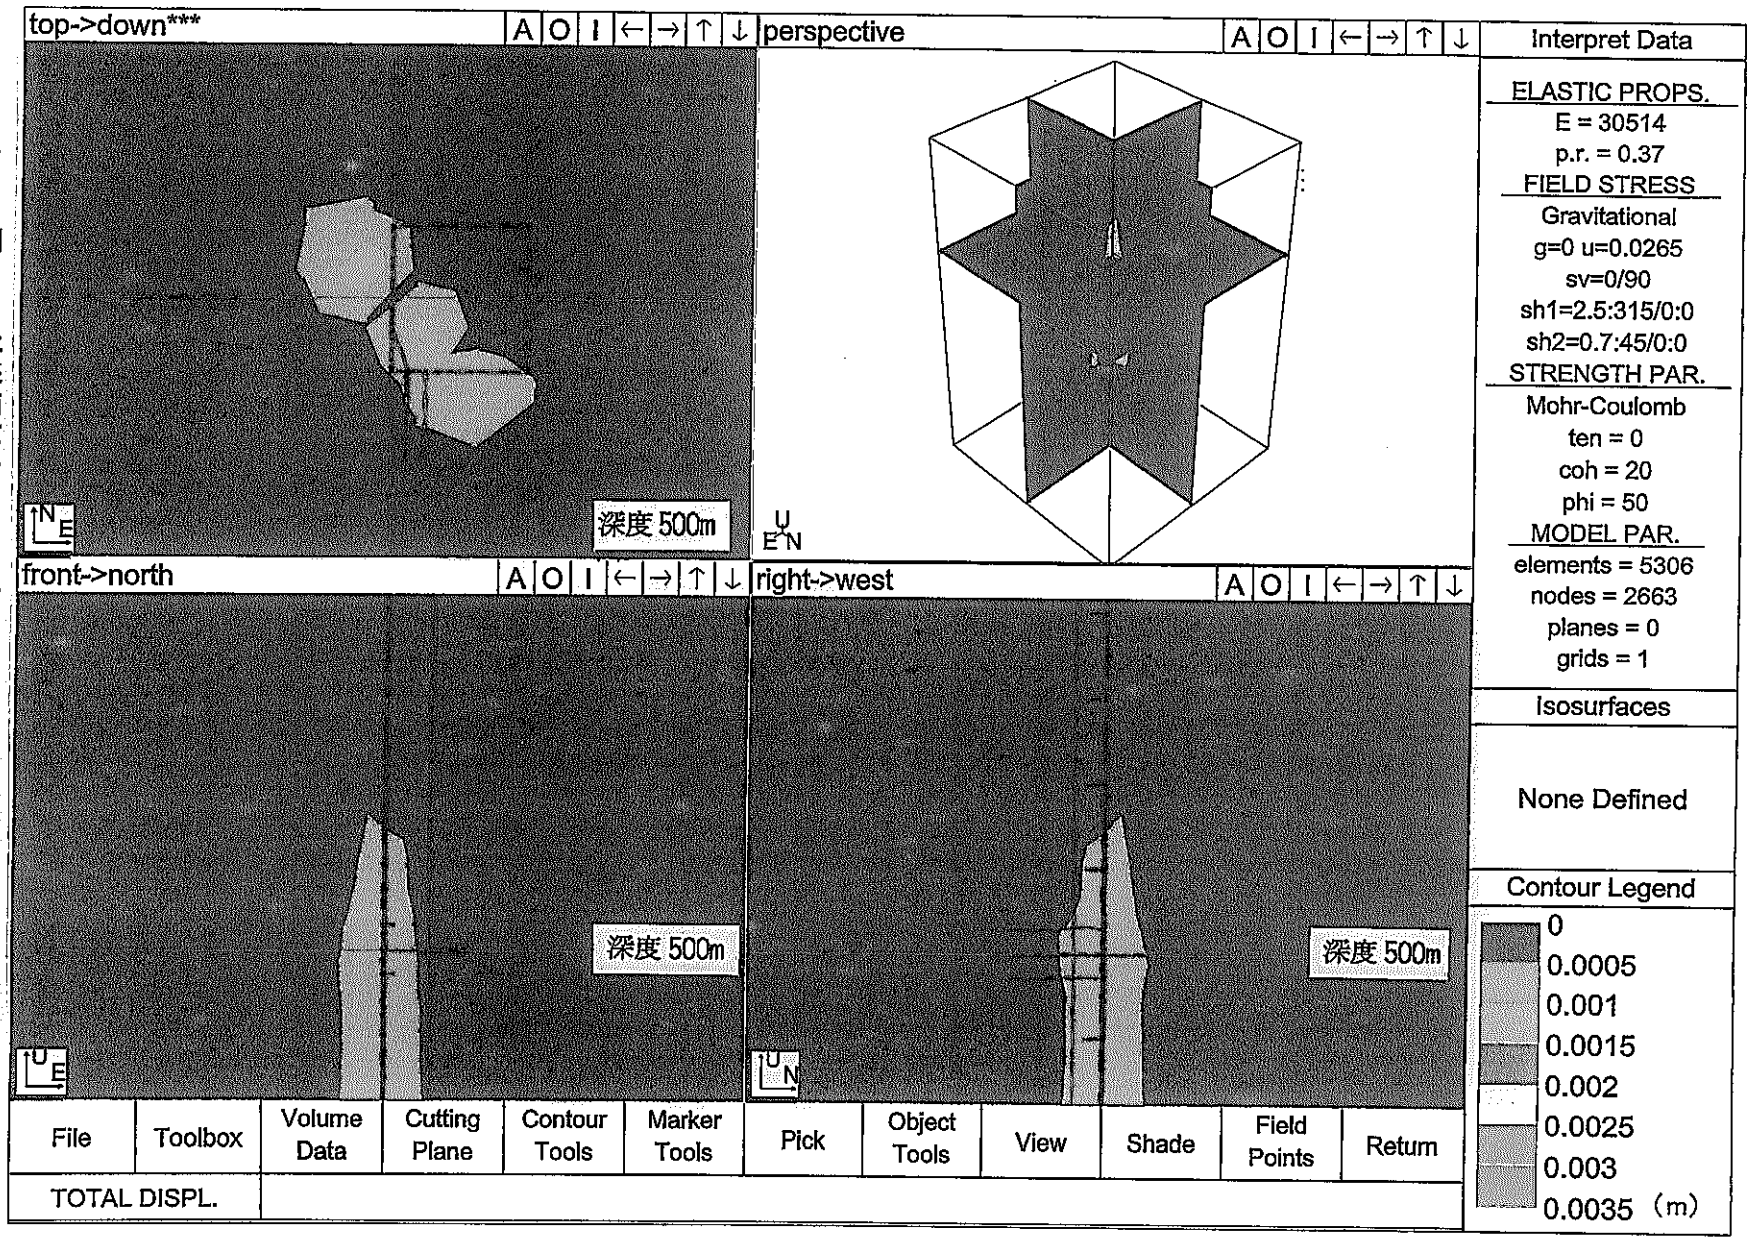 top->down*** A O I ← → ↑ ↓
perspective A O I ← → ↑ ↓
N
E
深度 500m
U
E N
front->north A O I ← → ↑ ↓
right->west A O I ← → ↑ ↓
深度 500m
U
E
深度 500m
U
N
File
Toolbox
Volume
Data
Cutting
Plane
Contour
Tools
Marker
Tools
Pick
Object
Tools
View
Shade
Field
Points
Return
TOTAL DISPL.
Interpret Data
ELASTIC PROPS.
E = 30514
p.r. = 0.37
FIELD STRESS
Gravitational
g=0 u=0.0265
sv=0/90
sh1=2.5:315/0:0
sh2=0.7:45/0:0
STRENGTH PAR.
Mohr-Coulomb
ten = 0
coh = 20
phi = 50
MODEL PAR.
elements = 5306
nodes = 2663
planes = 0
grids = 1
Isosurfaces
None Defined
Contour Legend
0
0.0005
0.001
0.0015
0.002
0.0025
0.003
0.0035 (m)